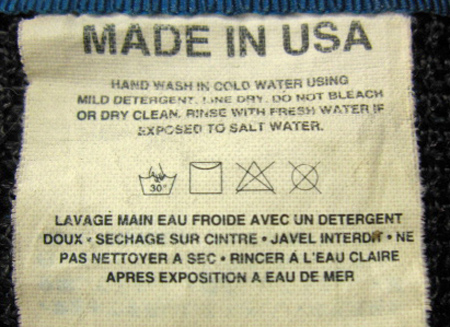 MADE IN USA
HAND WASH IN COLD WATER USING
MILD DETERGENT. LINE DRY. DO NOT BLEACH
OR DRY CLEAN. RINSE WITH FRESH WATER IF
EXPOSED TO SALT WATER.
30°
LAVAGE MAIN EAU FROIDE AVEC UN DETERGENT
DOUX • SECHAGE SUR CINTRE • JAVEL INTERDIT • NE
PAS NETTOYER A SEC • RINCER À L'EAU CLAIRE
APRES EXPOSITION A EAU DE MER